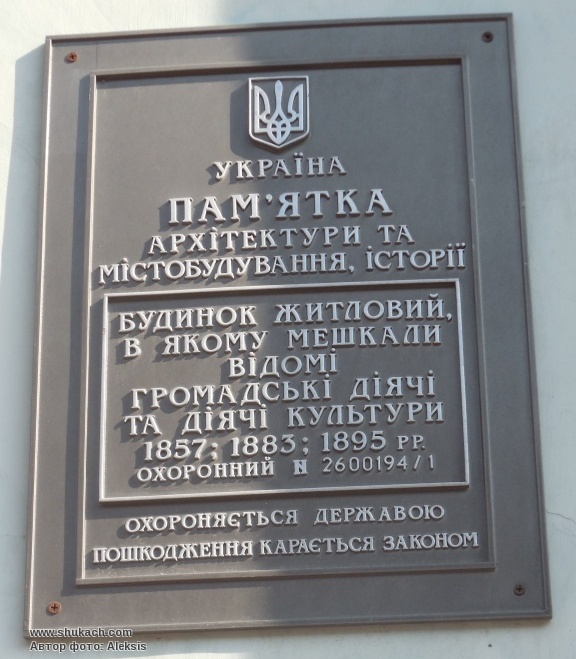 УКРАЇНА
ПАМ'ЯТКА
АРХІТЕКТУРИ ТА
МІСТОБУДУВАННЯ, ІСТОРІЇ
БУДИНОК ЖИТЛОВИЙ,
В ЯКОМУ МЕШКАЛИ
ВІДОМІ
ГРОМАДСЬКІ ДІЯЧІ
ТА ДІЯЧІ КУЛЬТУРИ
1857; 1883; 1895 РР.
ОХОРОННИЙ N 2600194/1
ОХОРОНЯЄТЬСЯ ДЕРЖАВОЮ
ПОШКОДЖЕННЯ КАРАЄТЬСЯ ЗАКОНОМ
www.shukach.com
Автор фото: Aleksis